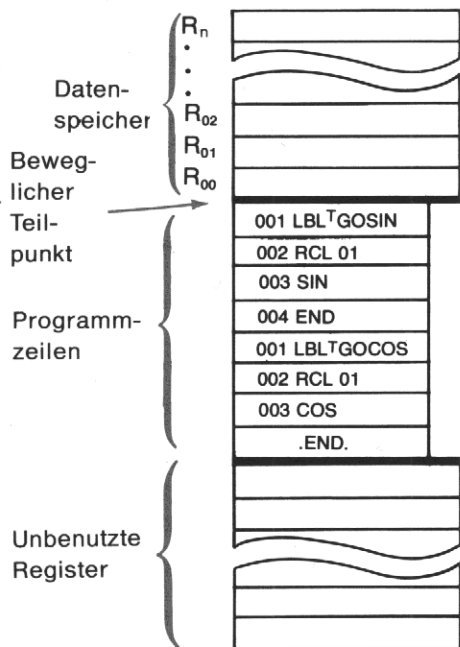 Rn
.
.
.
Daten-
speicher
R02
R01
R00
Beweg-
licher
Teil-
punkt
001 LBLᵀGOSIN
002 RCL 01
003 SIN
004 END
001 LBLᵀGOCOS
002 RCL 01
003 COS
.END.
Programm-
zeilen
Unbenutzte
Register